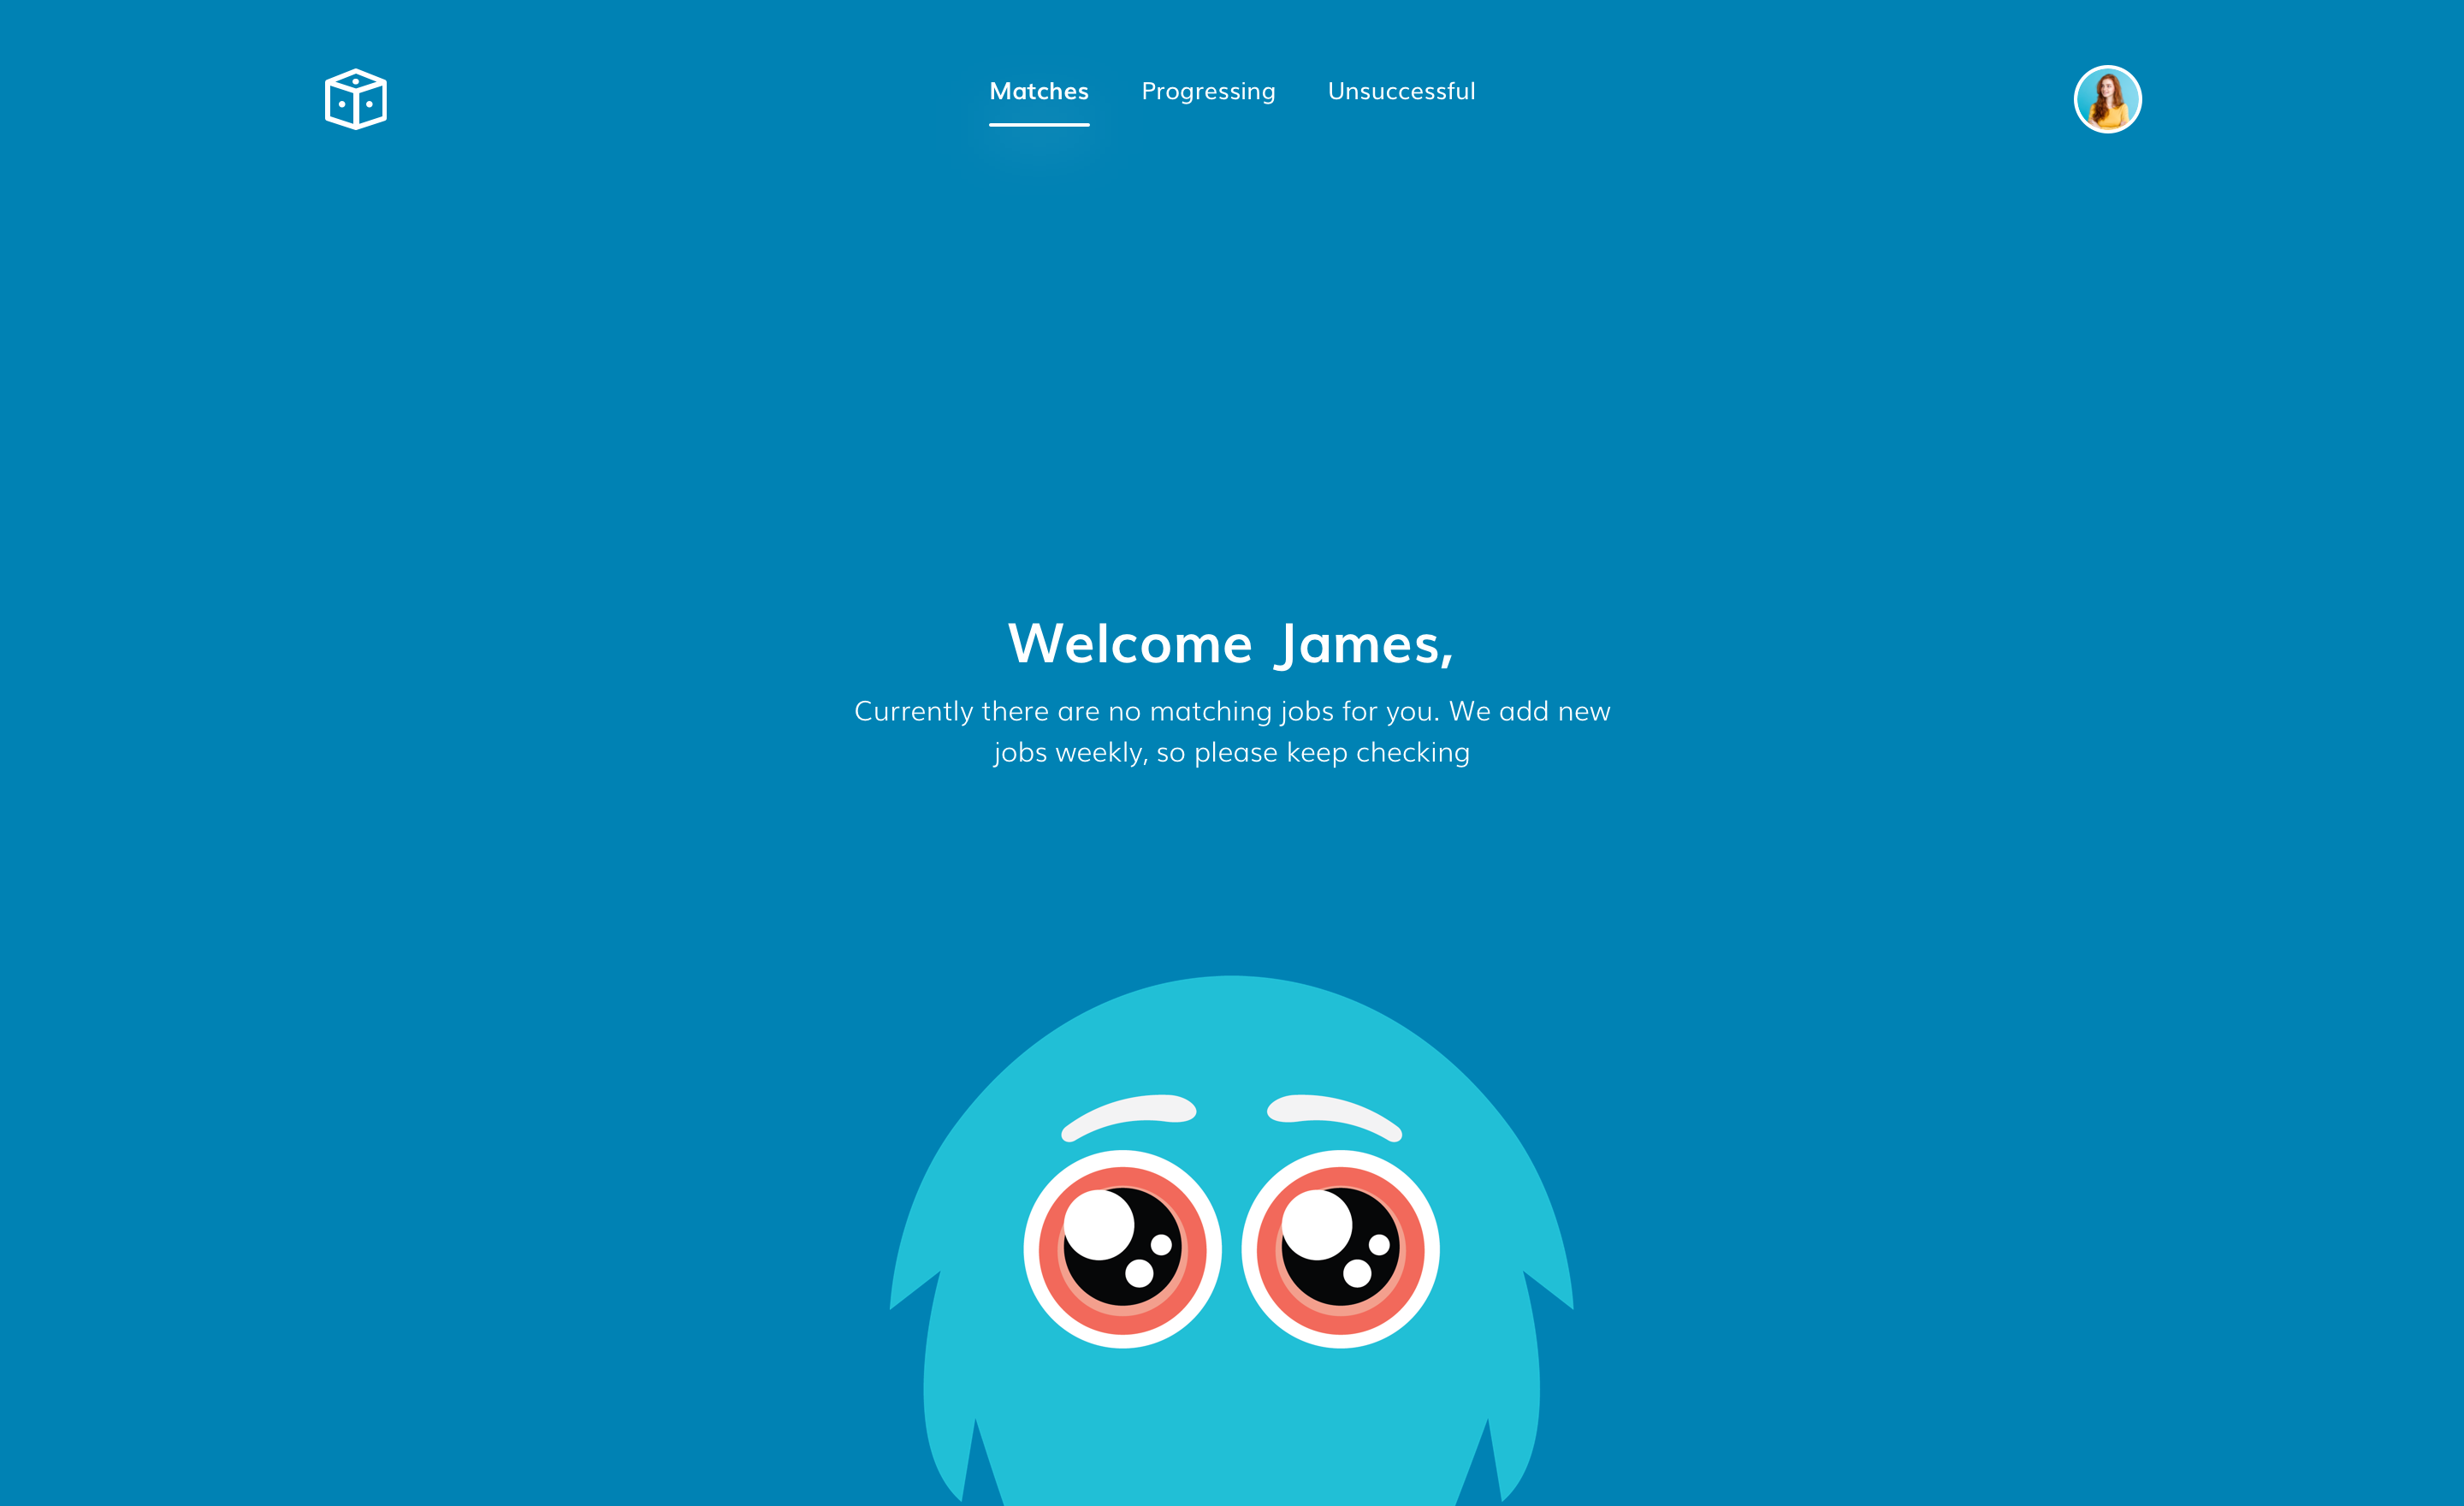 Matches Progressing Unsuccessful
Welcome James,
Currently there are no matching jobs for you. We add new
jobs weekly, so please keep checking